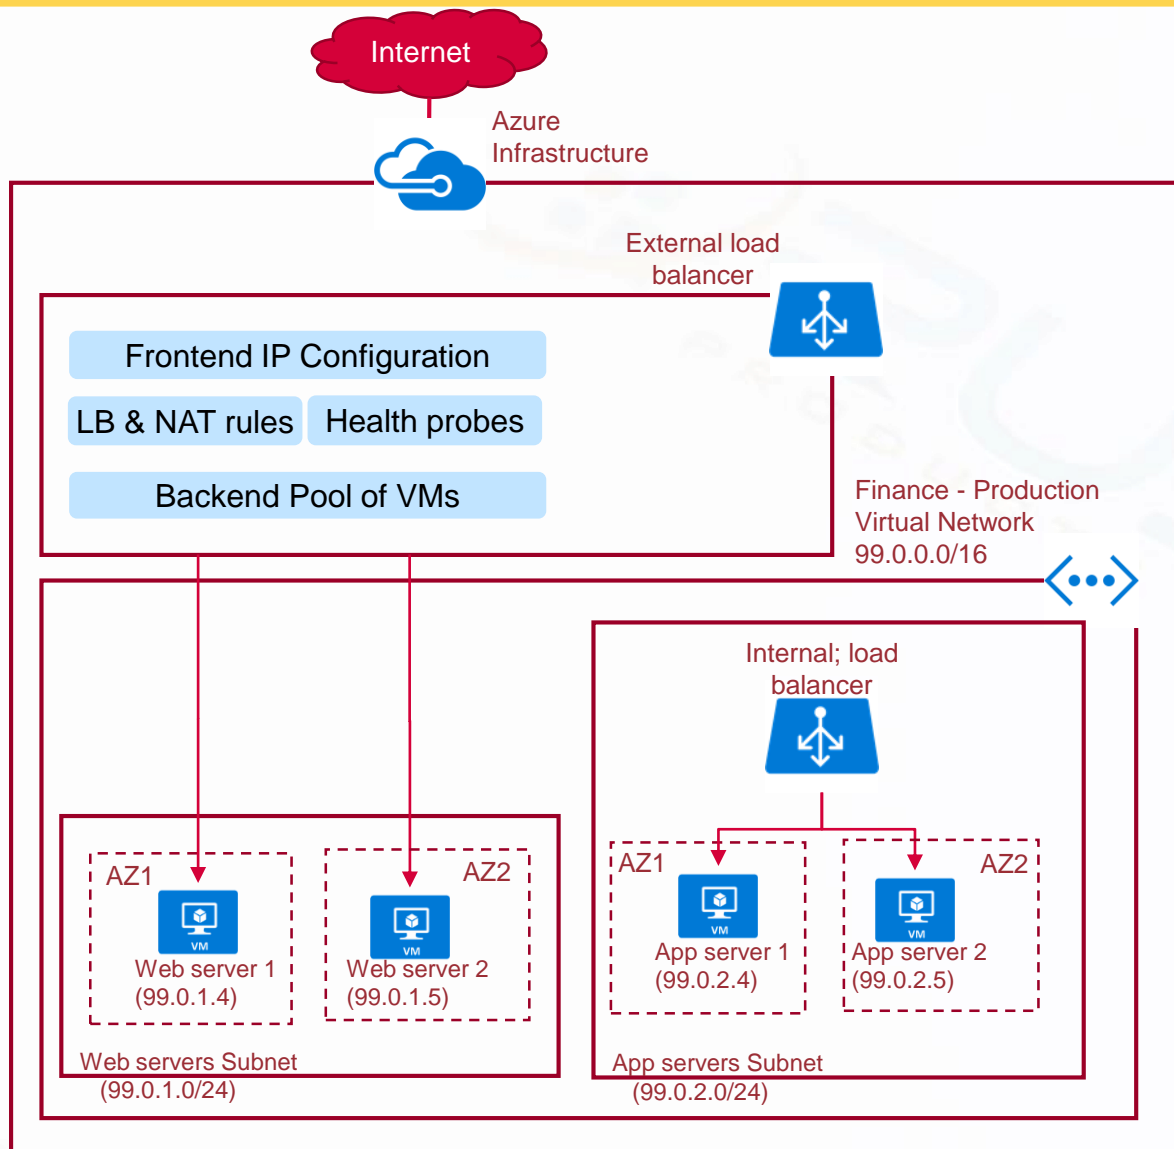 Internet
Azure
Infrastructure
External load
balancer
Frontend IP Configuration
LB & NAT rules
Health probes
Backend Pool of VMs
Finance - Production
Virtual Network
99.0.0.0/16
Internal; load
balancer
AZ1
VM
Web server 1
(99.0.1.4)
AZ2
VM
Web server 2
(99.0.1.5)
Web servers Subnet
(99.0.1.0/24)
AZ1
VM
App server 1
(99.0.2.4)
AZ2
VM
App server 2
(99.0.2.5)
App servers Subnet
(99.0.2.0/24)